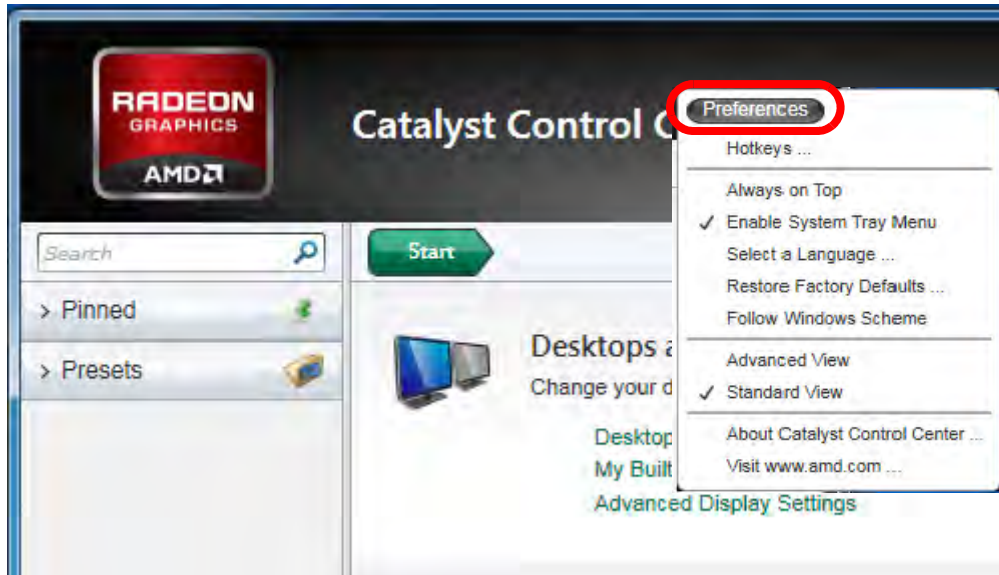 RADEON
GRAPHICS
AMD
Catalyst Control C
Preferences
Hotkeys ...
Always on Top
✓ Enable System Tray Menu
Select a Language ...
Restore Factory Defaults ...
Follow Windows Scheme
Advanced View
✓ Standard View
About Catalyst Control Center ...
Visit www.amd.com ...
Search
> Pinned
> Presets
Start
Desktops a
Change your d
Desktop
My Built
Advanced Display Settings